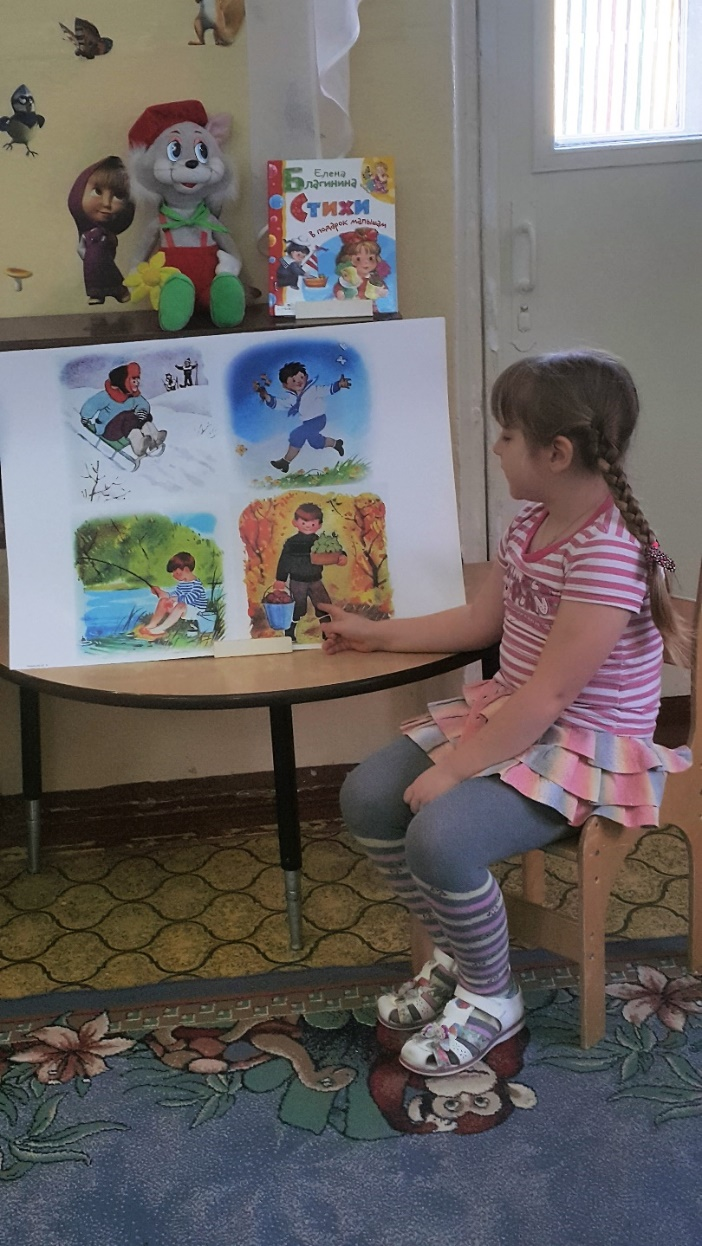 Елена
Благинина
Стихи
в подарок малышам